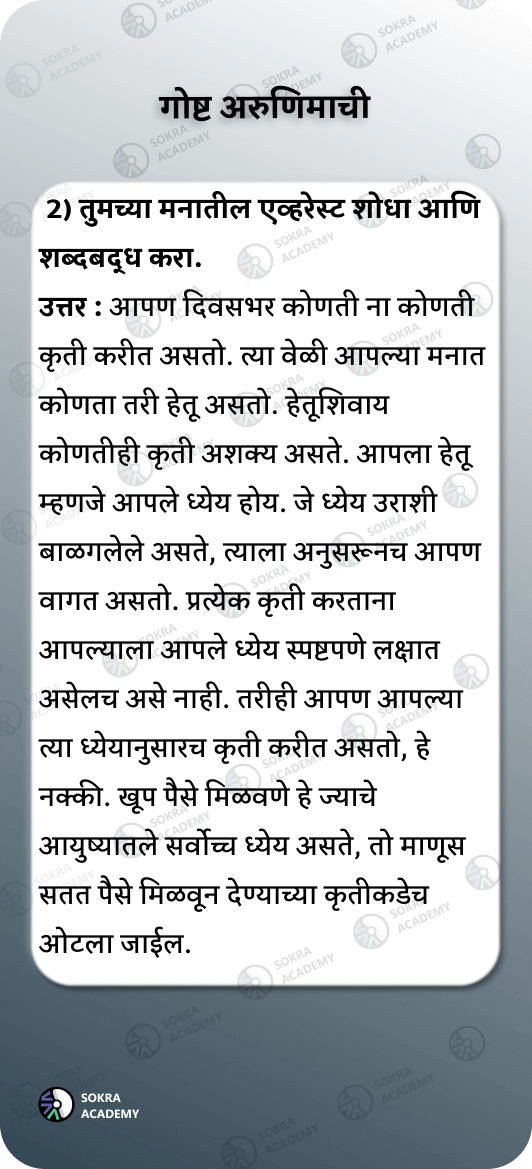 गोष्ट अरुणिमाची
2) तुमच्या मनातील एव्हरेस्ट शोधा आणि
शब्दबद्ध करा.
उत्तर : आपण दिवसभर कोणती ना कोणती
कृती करीत असतो. त्या वेळी आपल्या मनात
कोणता तरी हेतू असतो. हेतूशिवाय
कोणतीही कृती अशक्य असते. आपला हेतू
म्हणजे आपले ध्येय होय. जे ध्येय उराशी
बाळगलेले असते, त्याला अनुसरूनच आपण
वागत असतो. प्रत्येक कृती करताना
आपल्याला आपले ध्येय स्पष्टपणे लक्षात
असेलच असे नाही. तरीही आपण आपल्या
त्या ध्येयानुसारच कृती करीत असतो, हे
नक्की. खूप पैसे मिळवणे हे ज्याचे
आयुष्यातले सर्वोच्च ध्येय असते, तो माणूस
सतत पैसे मिळवून देण्याच्या कृतीकडेच
ओटला जाईल.
SOKRA
ACADEMY